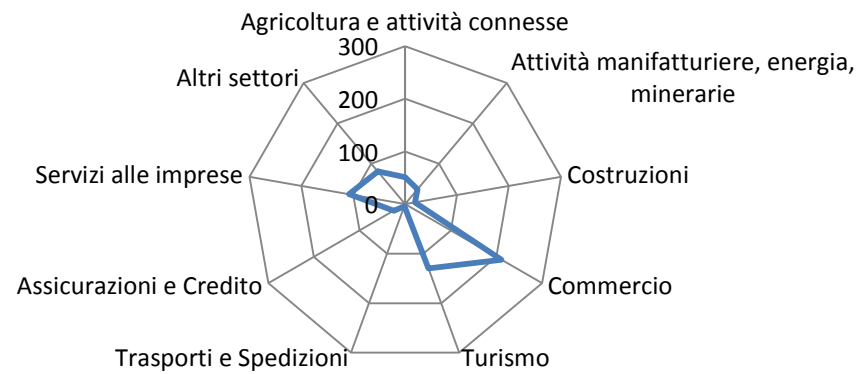 Agricoltura e attività connesse
300
Attività manifatturiere, energia,
minerarie
Altri settori
200
100
Servizi alle imprese
Costruzioni
0
Assicurazioni e Credito
Commercio
Trasporti e Spedizioni
Turismo